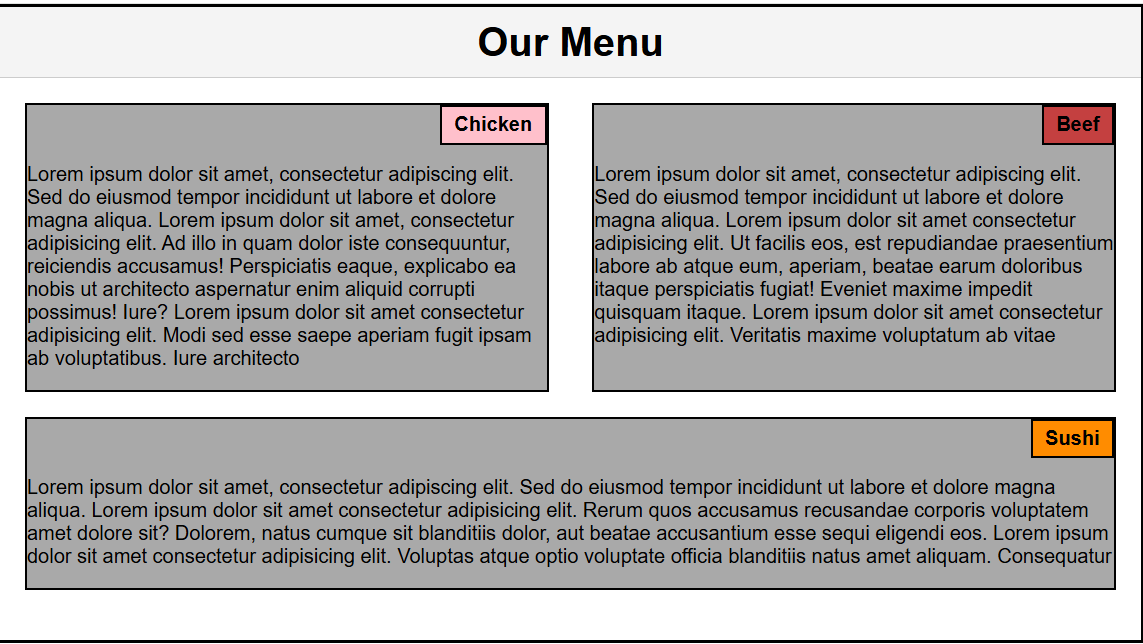 Our Menu
Chicken
Lorem ipsum dolor sit amet, consectetur adipiscing elit.
Sed do eiusmod tempor incididunt ut labore et dolore
magna aliqua. Lorem ipsum dolor sit amet, consectetur
adipisicing elit. Ad illo in quam dolor iste consequuntur,
reiciendis accusamus! Perspiciatis eaque, explicabo ea
nobis ut architecto aspernatur enim aliquid corrupti
possimus! Iure? Lorem ipsum dolor sit amet consectetur
adipisicing elit. Modi sed esse saepe aperiam fugit ipsam
ab voluptatibus. Iure architecto
Beef
Lorem ipsum dolor sit amet, consectetur adipiscing elit.
Sed do eiusmod tempor incididunt ut labore et dolore
magna aliqua. Lorem ipsum dolor sit amet consectetur
adipisicing elit. Ut facilis eos, est repudiandae praesentium
labore ab atque eum, aperiam, beatae earum doloribus
itaque perspiciatis fugiat! Eveniet maxime impedit
quisquam itaque. Lorem ipsum dolor sit amet consectetur
adipisicing elit. Veritatis maxime voluptatum ab vitae
Sushi
Lorem ipsum dolor sit amet, consectetur adipiscing elit. Sed do eiusmod tempor incididunt ut labore et dolore magna
aliqua. Lorem ipsum dolor sit amet consectetur adipisicing elit. Rerum quos accusamus recusandae corporis voluptatem
amet dolore sit? Dolorem, natus cumque sit blanditiis dolor, aut beatae accusantium esse sequi eligendi eos. Lorem ipsum
dolor sit amet consectetur adipisicing elit. Voluptas atque optio voluptate officia blanditiis natus amet aliquam. Consequatur